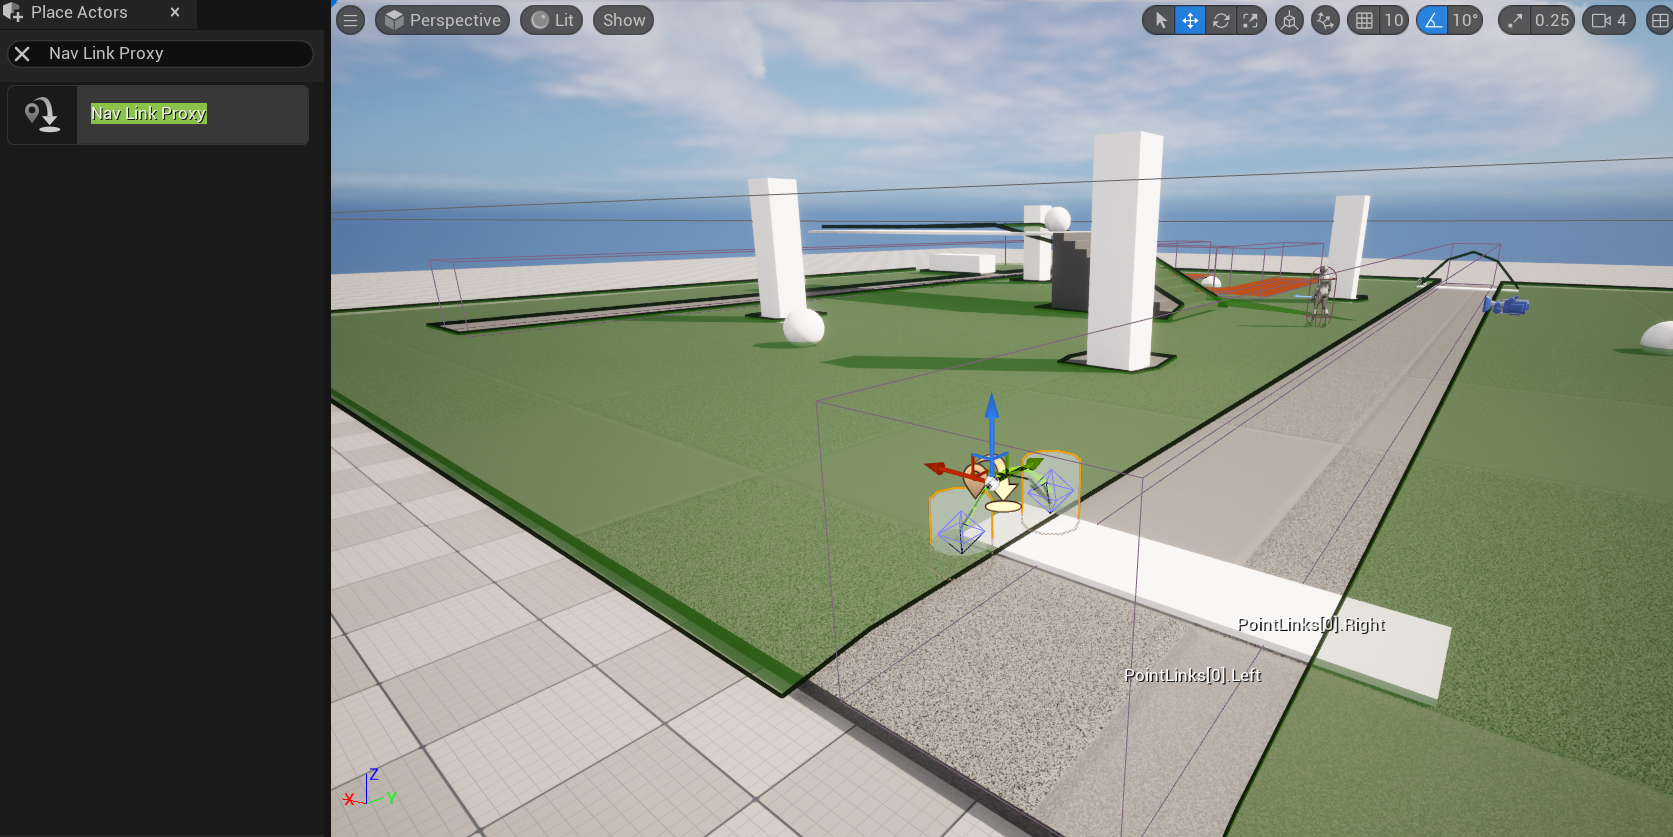 Place Actors
Nav Link Proxy
Nav Link Proxy
Perspective
Lit
Show
10
10°
0.25
4
PointLinks[0].Right
PointLinks[0].Left
Z
X
Y